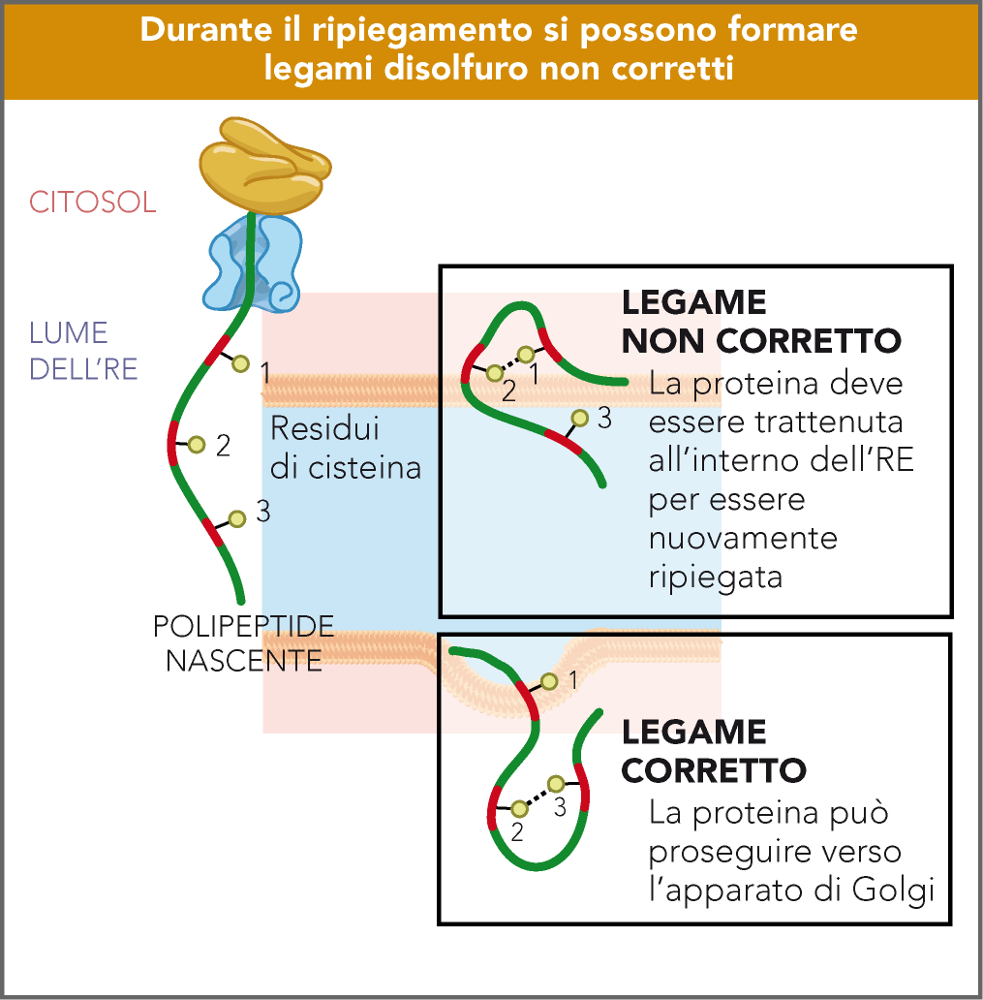 Durante il ripiegamento si possono formare
legami disolfuro non corretti
CITOSOL
LUME
DELL'RE
1
2
3
Residui
di cisteina
POLIPEPTIDE
NASCENTE
2
1
3
LEGAME
NON CORRETTO
La proteina deve
essere trattenuta
all'interno dell'RE
per essere
nuovamente
ripiegata
1
2
3
LEGAME
CORRETTO
La proteina può
proseguire verso
l'apparato di Golgi